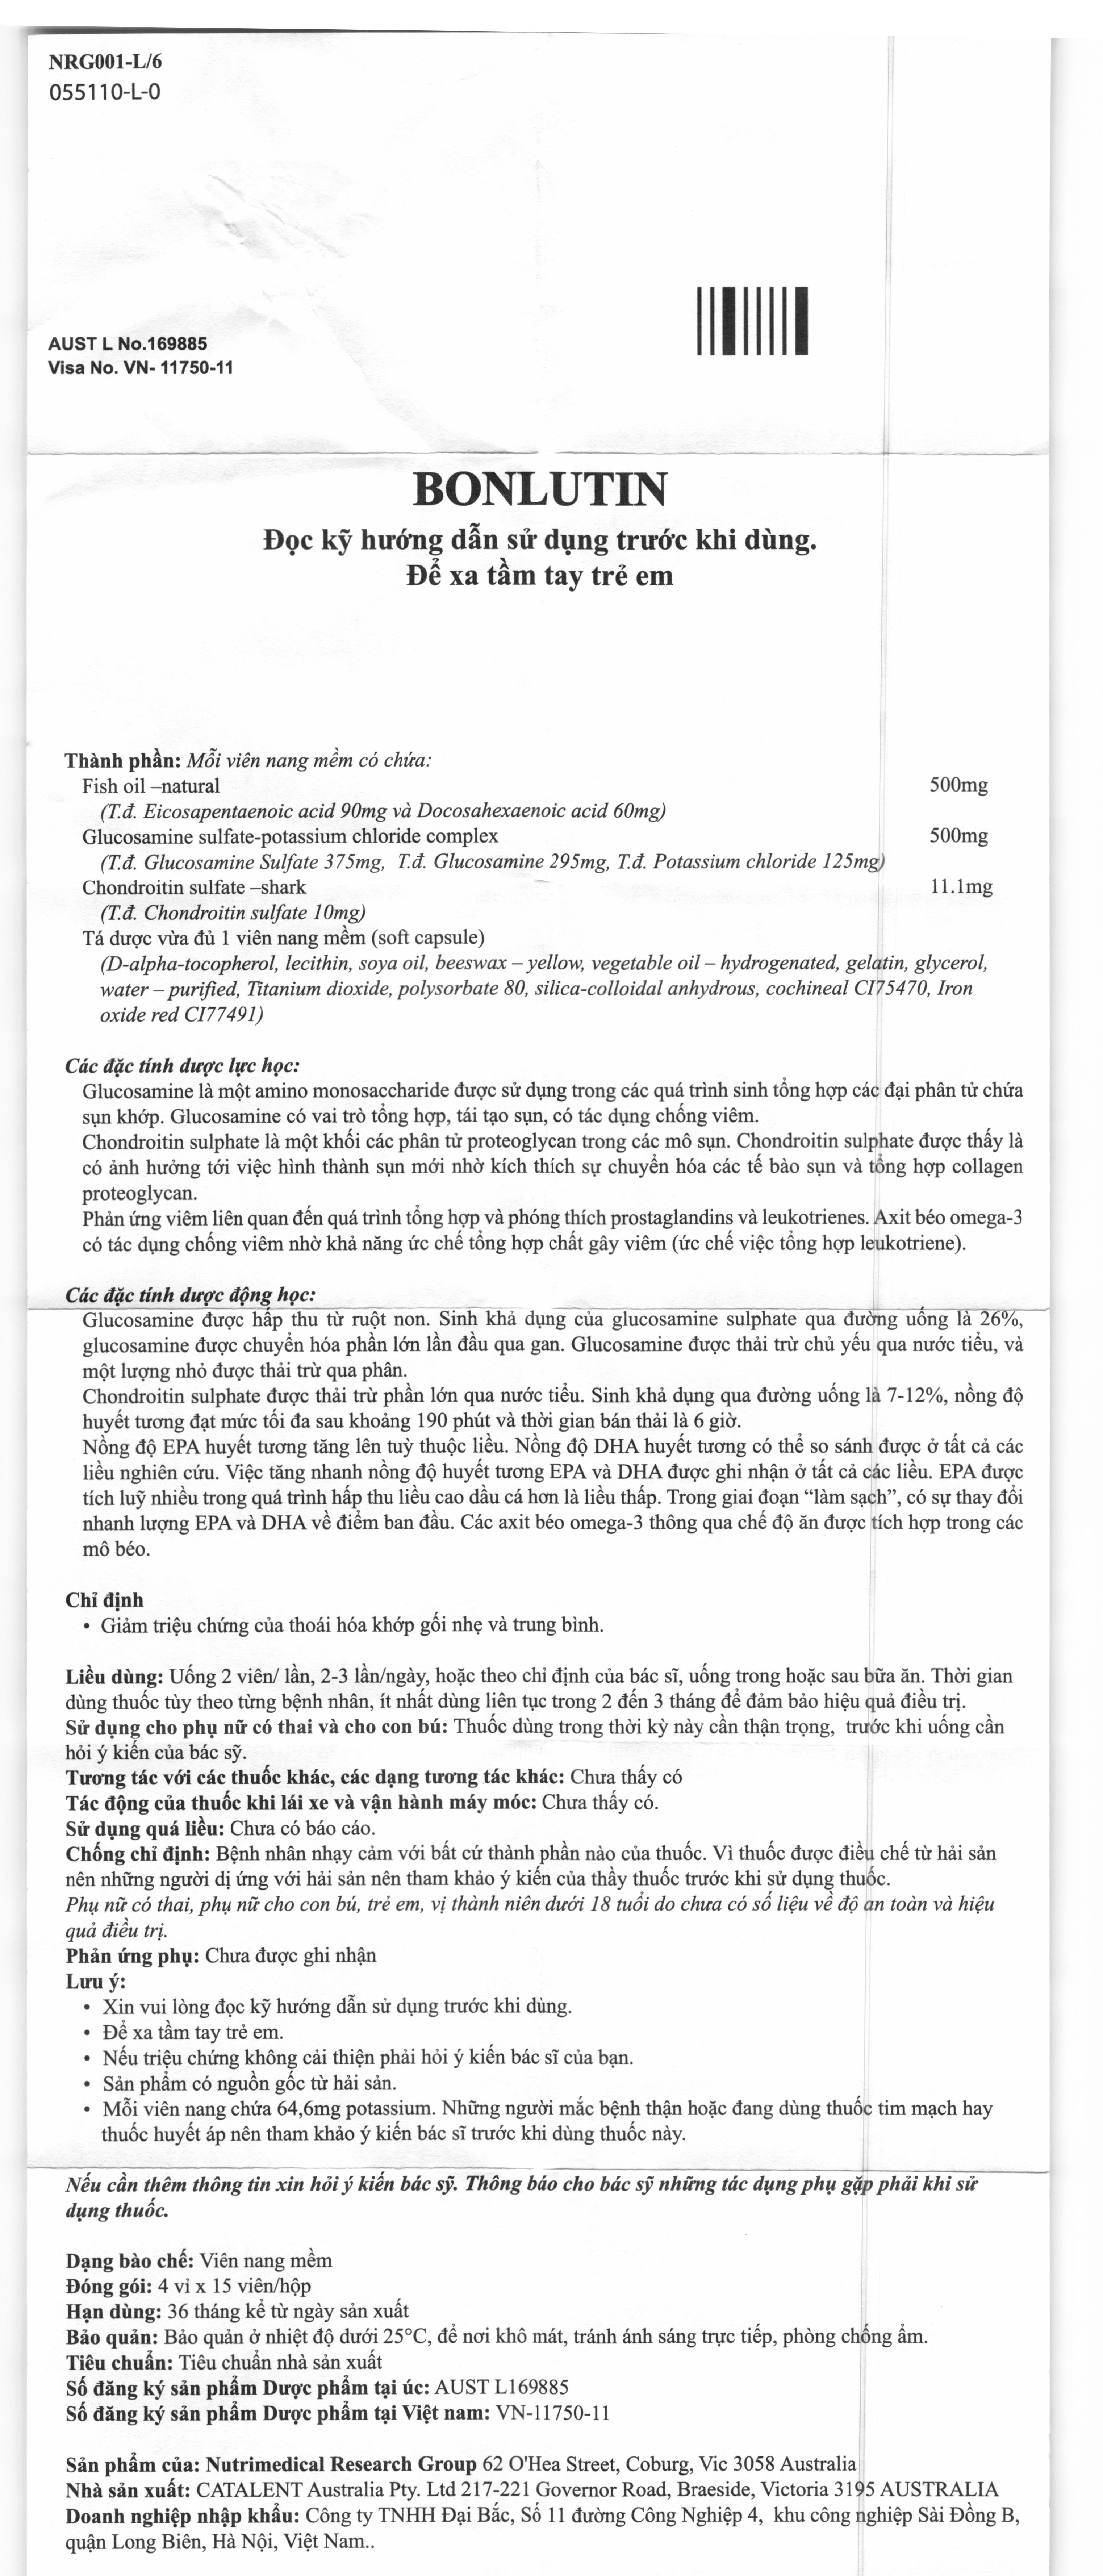 NRG001-L/6
055110-L-0
AUST L No.169885
Visa No. VN- 11750-11
BONLUTIN
Đọc kỹ hướng dẫn sử dụng trước khi dùng.
Để xa tầm tay trẻ em
Thành phần: Mỗi viên nang mềm có chứa:
Fish oil –natural 500mg
(T.đ. Eicosapentaenoic acid 90mg và Docosahexaenoic acid 60mg)
Glucosamine sulfate-potassium chloride complex 500mg
(T.đ. Glucosamine Sulfate 375mg, T.đ. Glucosamine 295mg, T.đ. Potassium chloride 125mg)
Chondroitin sulfate –shark 11.1mg
(T.đ. Chondroitin sulfate 10mg)
Tá dược vừa đủ 1 viên nang mềm (soft capsule)
(D-alpha-tocopherol, lecithin, soya oil, beeswax – yellow, vegetable oil – hydrogenated, gelatin, glycerol,
water – purified, Titanium dioxide, polysorbate 80, silica-colloidal anhydrous, cochineal CI75470, Iron
oxide red CI77491)
Các đặc tính dược lực học:
Glucosamine là một amino monosaccharide được sử dụng trong các quá trình sinh tổng hợp các đại phân tử chứa
sụn khớp. Glucosamine có vai trò tổng hợp, tái tạo sụn, có tác dụng chống viêm.
Chondroitin sulphate là một khối các phân tử proteoglycan trong các mô sụn. Chondroitin sulphate được thấy là
có ảnh hưởng tới việc hình thành sụn mới nhờ kích thích sự chuyển hóa các tế bào sụn và tổng hợp collagen
proteoglycan.
Phản ứng viêm liên quan đến quá trình tổng hợp và phóng thích prostaglandins và leukotrienes. Axit béo omega-3
có tác dụng chống viêm nhờ khả năng ức chế tổng hợp chất gây viêm (ức chế việc tổng hợp leukotriene).
Các đặc tính dược động học:
Glucosamine được hấp thu từ ruột non. Sinh khả dụng của glucosamine sulphate qua đường uống là 26%,
glucosamine được chuyển hóa phần lớn lần đầu qua gan. Glucosamine được thải trừ chủ yếu qua nước tiểu, và
một lượng nhỏ được thải trừ qua phân.
Chondroitin sulphate được thải trừ phần lớn qua nước tiểu. Sinh khả dụng qua đường uống là 7-12%, nồng độ
huyết tương đạt mức tối đa sau khoảng 190 phút và thời gian bán thải là 6 giờ.
Nồng độ EPA huyết tương tăng lên tuỳ thuộc liều. Nồng độ DHA huyết tương có thể so sánh được ở tất cả các
liều nghiên cứu. Việc tăng nhanh nồng độ huyết tương EPA và DHA được ghi nhận ở tất cả các liều. EPA được
tích luỹ nhiều trong quá trình hấp thu liều cao dầu cá hơn là liều thấp. Trong giai đoạn “làm sạch”, có sự thay đổi
nhanh lượng EPA và DHA về điểm ban đầu. Các axit béo omega-3 thông qua chế độ ăn được tích hợp trong các
mô béo.
Chỉ định
• Giảm triệu chứng của thoái hóa khớp gối nhẹ và trung bình.
Liều dùng: Uống 2 viên/ lần, 2-3 lần/ngày, hoặc theo chỉ định của bác sĩ, uống trong hoặc sau bữa ăn. Thời gian
dùng thuốc tùy theo từng bệnh nhân, ít nhất dùng liên tục trong 2 đến 3 tháng để đảm bảo hiệu quả điều trị.
Sử dụng cho phụ nữ có thai và cho con bú: Thuốc dùng trong thời kỳ này cần thận trọng, trước khi uống cần
hỏi ý kiến của bác sỹ.
Tương tác với các thuốc khác, các dạng tương tác khác: Chưa thấy có
Tác động của thuốc khi lái xe và vận hành máy móc: Chưa thấy có.
Sử dụng quá liều: Chưa có báo cáo.
Chống chỉ định: Bệnh nhân nhạy cảm với bất cứ thành phần nào của thuốc. Vì thuốc được điều chế từ hải sản
nên những người dị ứng với hải sản nên tham khảo ý kiến của thầy thuốc trước khi sử dụng thuốc.
Phụ nữ có thai, phụ nữ cho con bú, trẻ em, vị thành niên dưới 18 tuổi do chưa có số liệu về độ an toàn và hiệu
quả điều trị.
Phản ứng phụ: Chưa được ghi nhận
Lưu ý:
• Xin vui lòng đọc kỹ hướng dẫn sử dụng trước khi dùng.
• Để xa tầm tay trẻ em.
• Nếu triệu chứng không cải thiện phải hỏi ý kiến bác sĩ của bạn.
• Sản phẩm có nguồn gốc từ hải sản.
• Mỗi viên nang chứa 64,6mg potassium. Những người mắc bệnh thận hoặc đang dùng thuốc tim mạch hay
thuốc huyết áp nên tham khảo ý kiến bác sĩ trước khi dùng thuốc này.
Nếu cần thêm thông tin xin hỏi ý kiến bác sỹ. Thông báo cho bác sỹ những tác dụng phụ gặp phải khi sử
dụng thuốc.
Dạng bào chế: Viên nang mềm
Đóng gói: 4 vỉ x 15 viên/hộp
Hạn dùng: 36 tháng kể từ ngày sản xuất
Bảo quản: Bảo quản ở nhiệt độ dưới 25°C, để nơi khô mát, tránh ánh sáng trực tiếp, phòng chống ẩm.
Tiêu chuẩn: Tiêu chuẩn nhà sản xuất
Số đăng ký sản phẩm Dược phẩm tại úc: AUST L169885
Số đăng ký sản phẩm Dược phẩm tại Việt nam: VN-11750-11
Sản phẩm của: Nutrimedical Research Group 62 O'Hea Street, Coburg, Vic 3058 Australia
Nhà sản xuất: CATALENT Australia Pty. Ltd 217-221 Governor Road, Braeside, Victoria 3195 AUSTRALIA
Doanh nghiệp nhập khẩu: Công ty TNHH Đại Bắc, Số 11 đường Công Nghiệp 4, khu công nghiệp Sài Đồng B,
quận Long Biên, Hà Nội, Việt Nam..